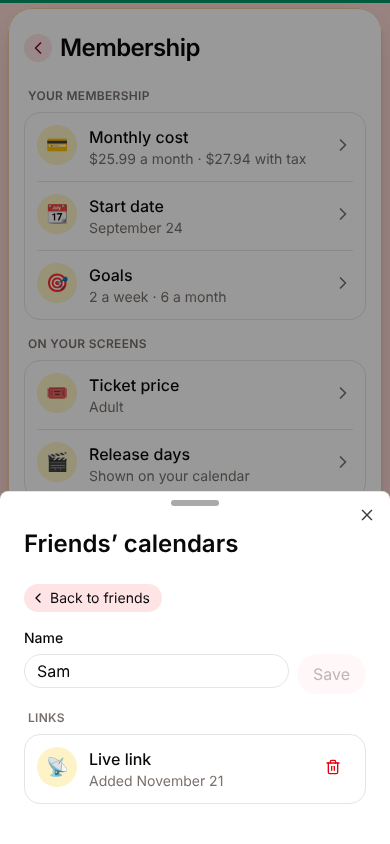 Membership
YOUR MEMBERSHIP
Monthly cost
$25.99 a month · $27.94 with tax
Start date
September 24
Goals
2 a week · 6 a month
ON YOUR SCREENS
Ticket price
Adult
Release days
Shown on your calendar
Friends’ calendars
Back to friends
Name
Sam
Save
LINKS
Live link
Added November 21